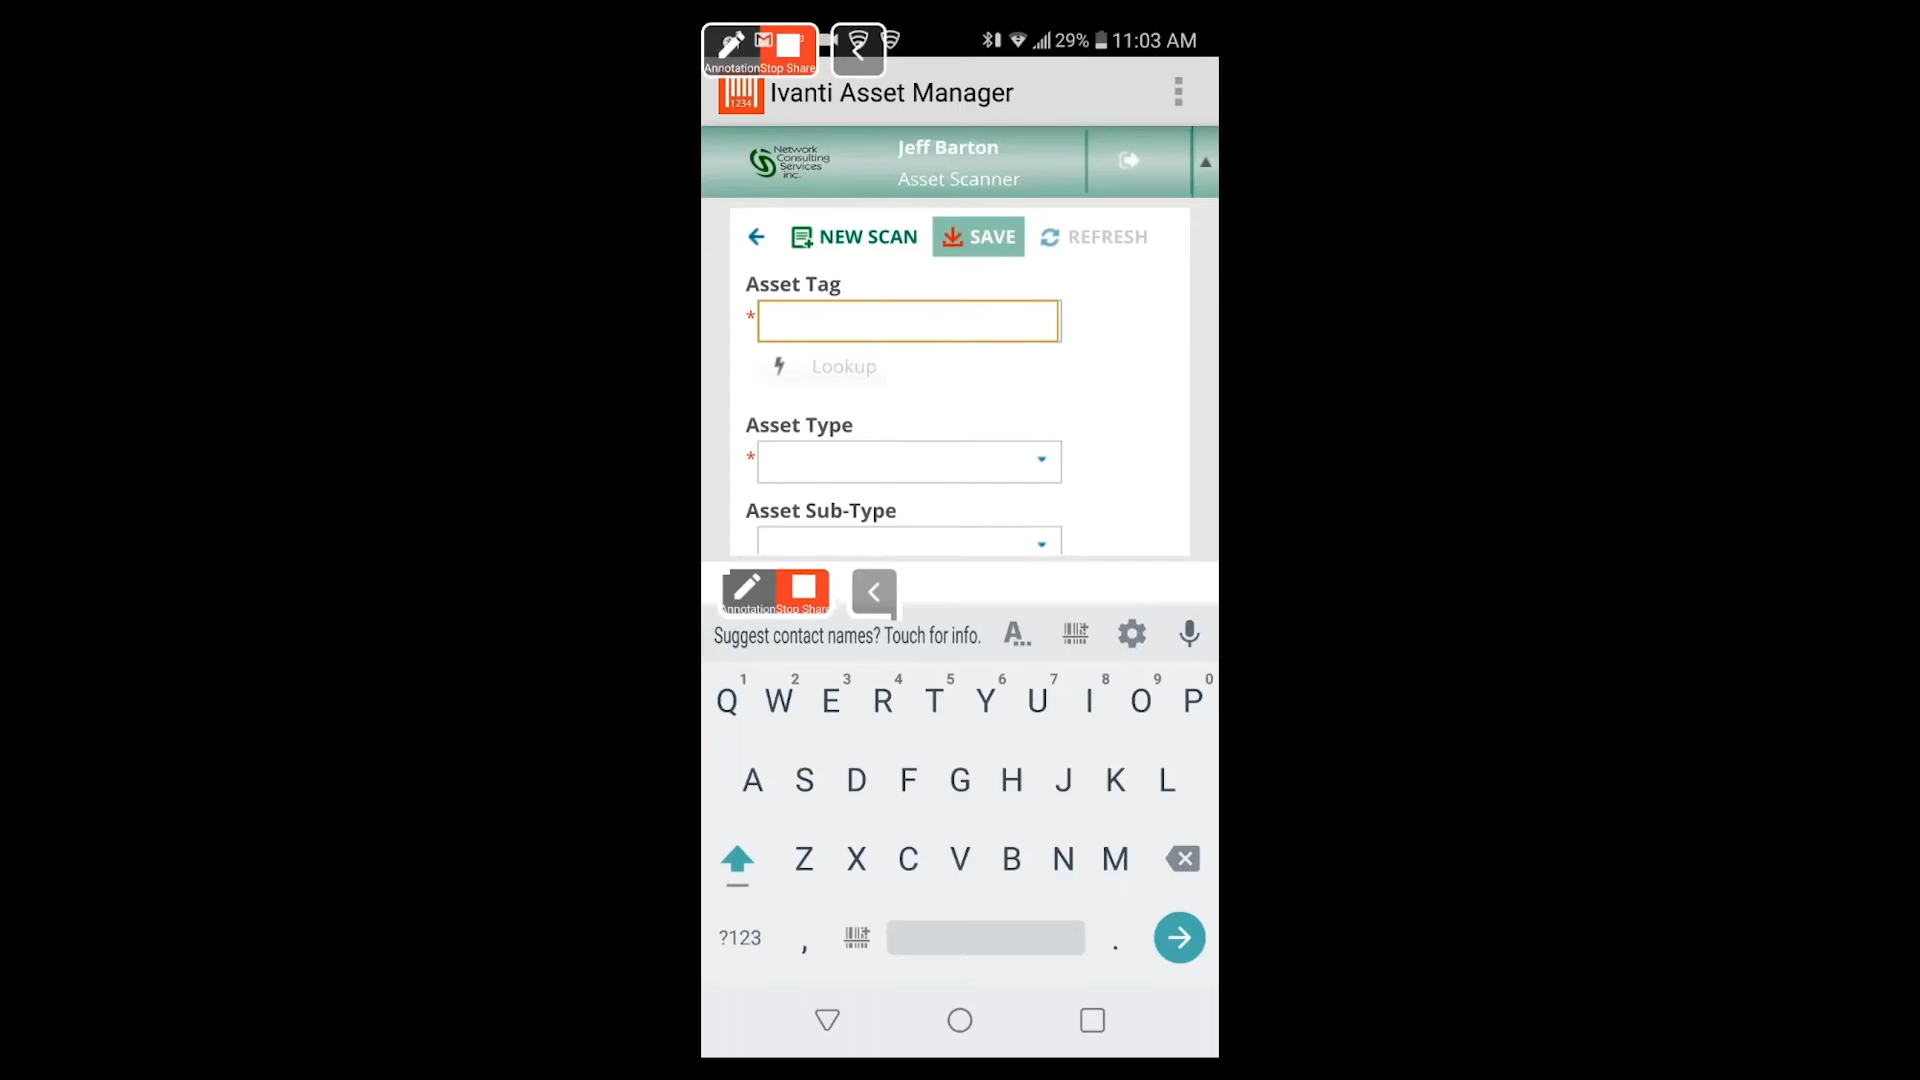 29% 11:03 AM
Annotation Stop Share
1234 Ivanti Asset Manager
Network
Consulting
Services
inc.
Jeff Barton
Asset Scanner
NEW SCAN SAVE REFRESH
Asset Tag
*
Lookup
Asset Type
*
Asset Sub-Type
Annotation Stop Share
Suggest contact names? Touch for info. A...
1 2 3 4 5 6 7 8 9 0
Q W E R T Y U I O P
A S D F G H J K L
Z X C V B N M
?123 , .